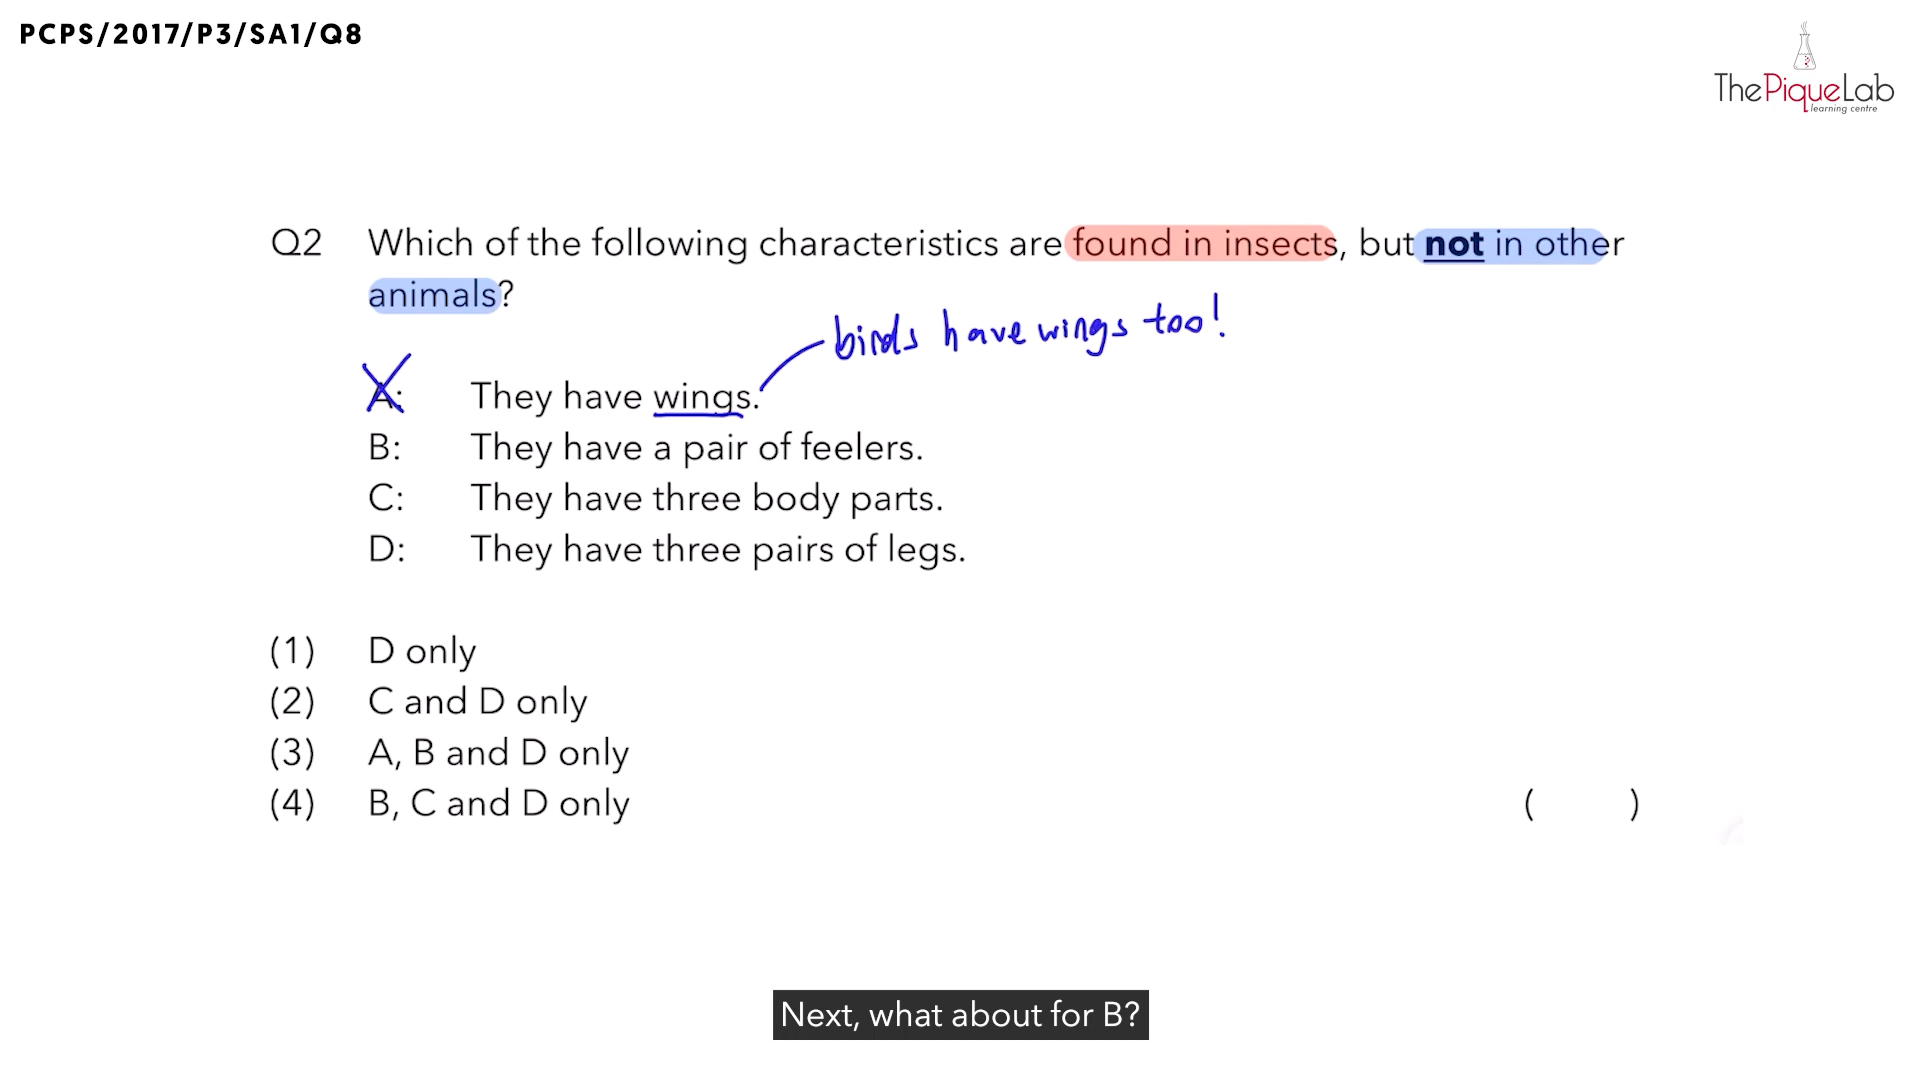 PCPS/2017/P3/SA1/Q8
ThePiqueLab
learning centre
Q2 Which of the following characteristics are found in insects, but not in other
animals?
birds have wings too!
A: They have wings.
B: They have a pair of feelers.
C: They have three body parts.
D: They have three pairs of legs.
(1) D only
(2) C and D only
(3) A, B and D only
(4) B, C and D only ( )
Next, what about for B?